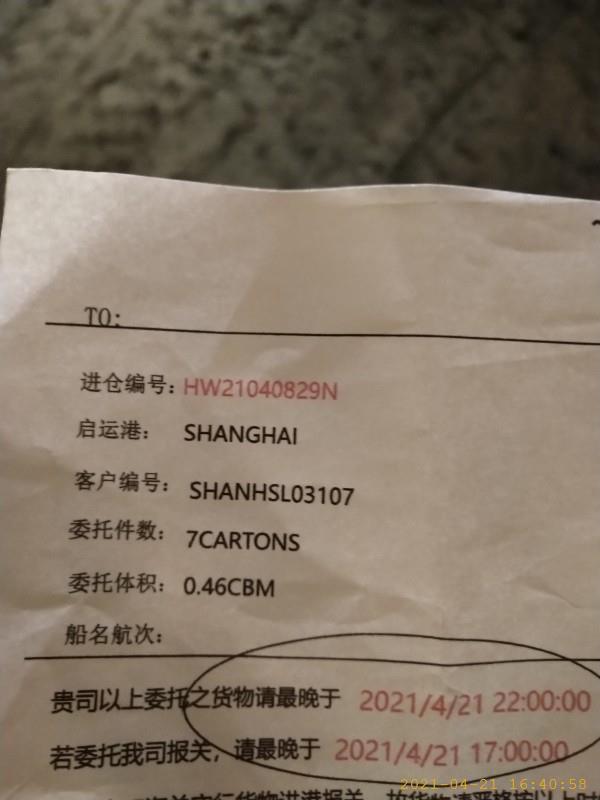 TO:
进仓编号: HW21040829N
启运港: SHANGHAI
客户编号: SHANHSL03107
委托件数: 7CARTONS
委托体积: 0.46CBM
船名航次:
贵司以上委托之货物请最晚于 2021/4/21 22:00:00
若委托我司报关，请最晚于 2021/4/21 17:00:00
2021-04-21 16:40:58